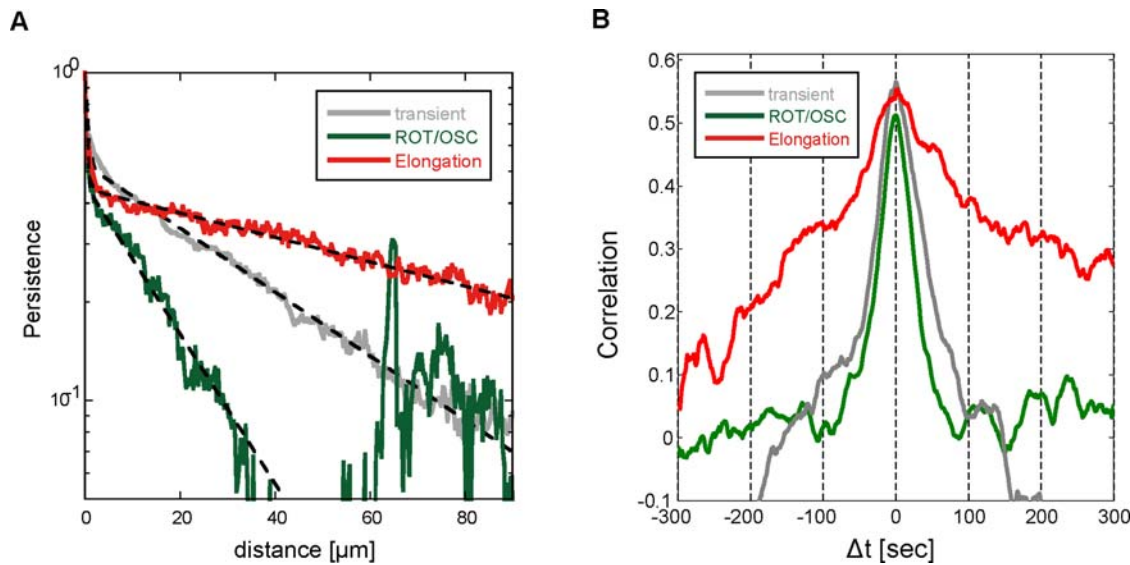 A
10⁰
10⁻¹
Persistence
transient
ROT/OSC
Elongation
0 20 40 60 80
distance [µm]
B
0.6
0.5
0.4
0.3
0.2
0.1
0
-0.1
Correlation
transient
ROT/OSC
Elongation
-300 -200 -100 0 100 200 300
Δt [sec]